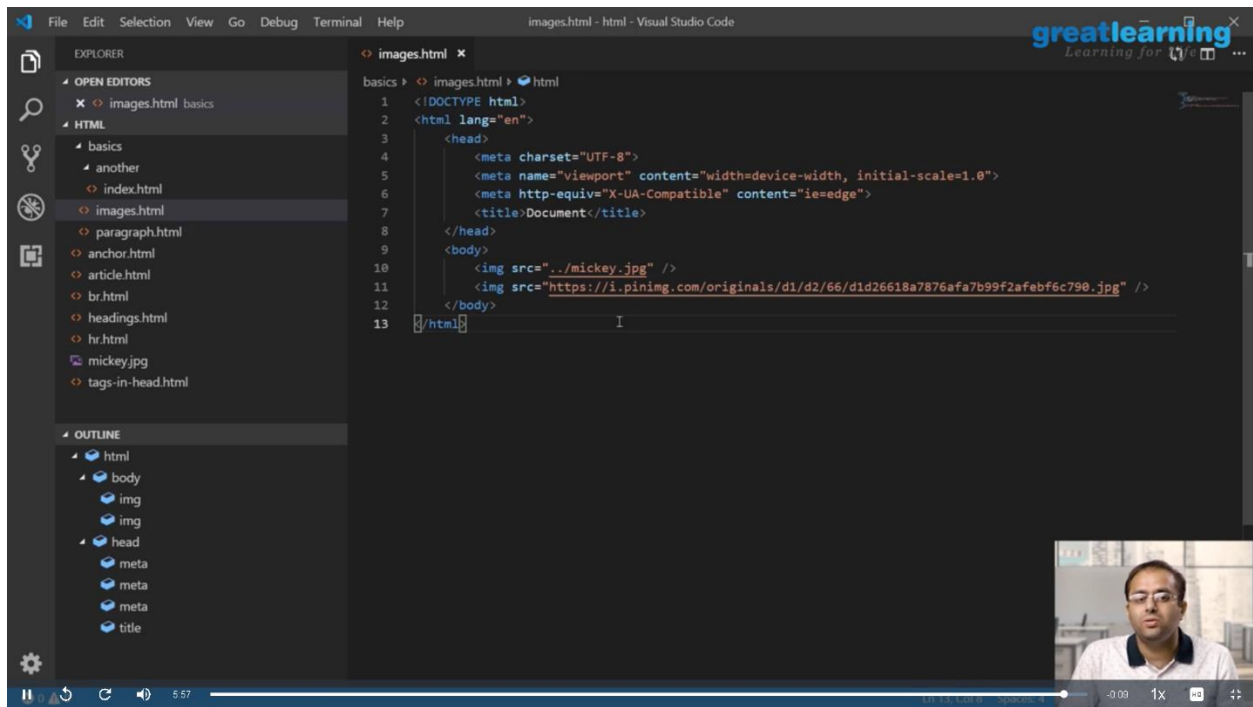 File Edit Selection View Go Debug Terminal Help
images.html - html - Visual Studio Code
greatlearning
Learning for Life
EXPLORER
OPEN EDITORS
images.html basics
HTML
basics
another
index.html
images.html
paragraph.html
anchor.html
article.html
br.html
headings.html
hr.html
mickey.jpg
tags-in-head.html
OUTLINE
html
body
img
img
head
meta
meta
meta
title
images.html
basics images.html html
1 <!DOCTYPE html>
2 <html lang="en">
3 <head>
4 <meta charset="UTF-8">
5 <meta name="viewport" content="width=device-width, initial-scale=1.0">
6 <meta http-equiv="X-UA-Compatible" content="ie=edge">
7 <title>Document</title>
8 </head>
9 <body>
10 <img src="../mickey.jpg" />
11 <img src="https://i.pinimg.com/originals/d1/d2/66/d1d26618a7876afa7b99f2afebf6c790.jpg" />
12 </body>
13 </html>
5:57
-0:09 1x HQ